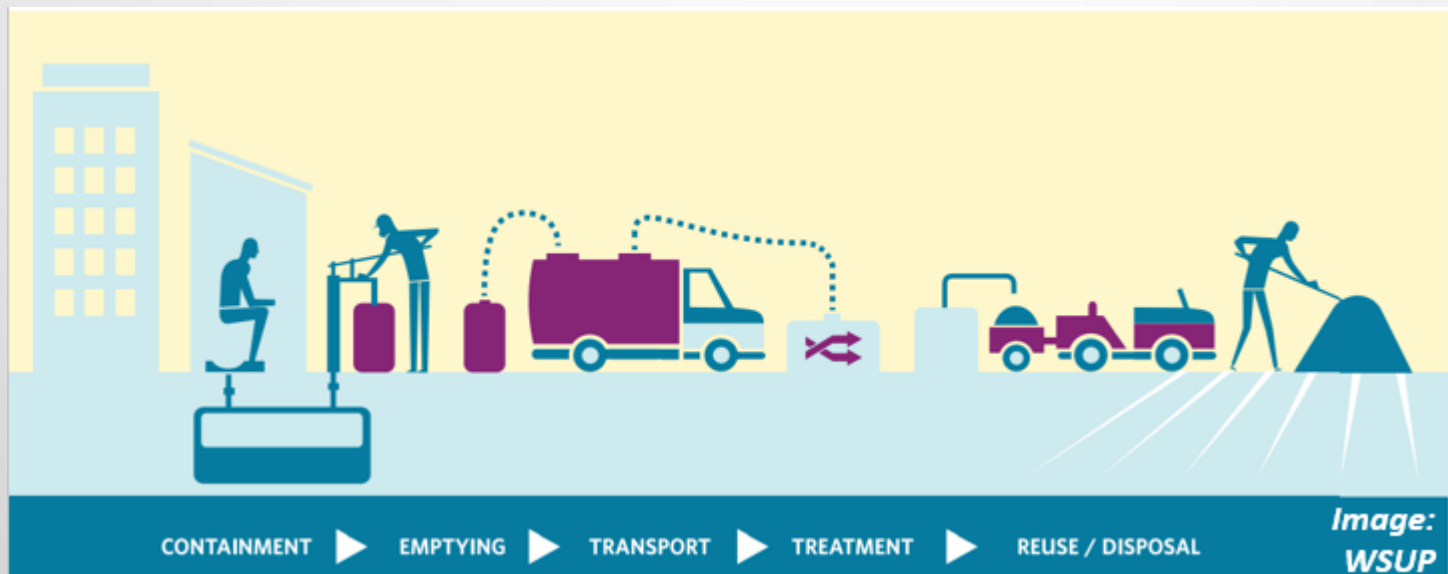 CONTAINMENT EMPTYING TRANSPORT TREATMENT REUSE / DISPOSAL
Image:
WSUP